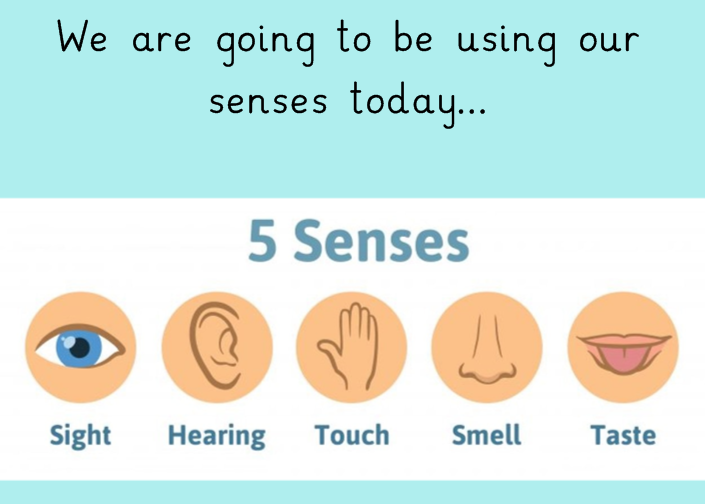 We are going to be using our
senses today...
5 Senses
Sight Hearing Touch Smell Taste